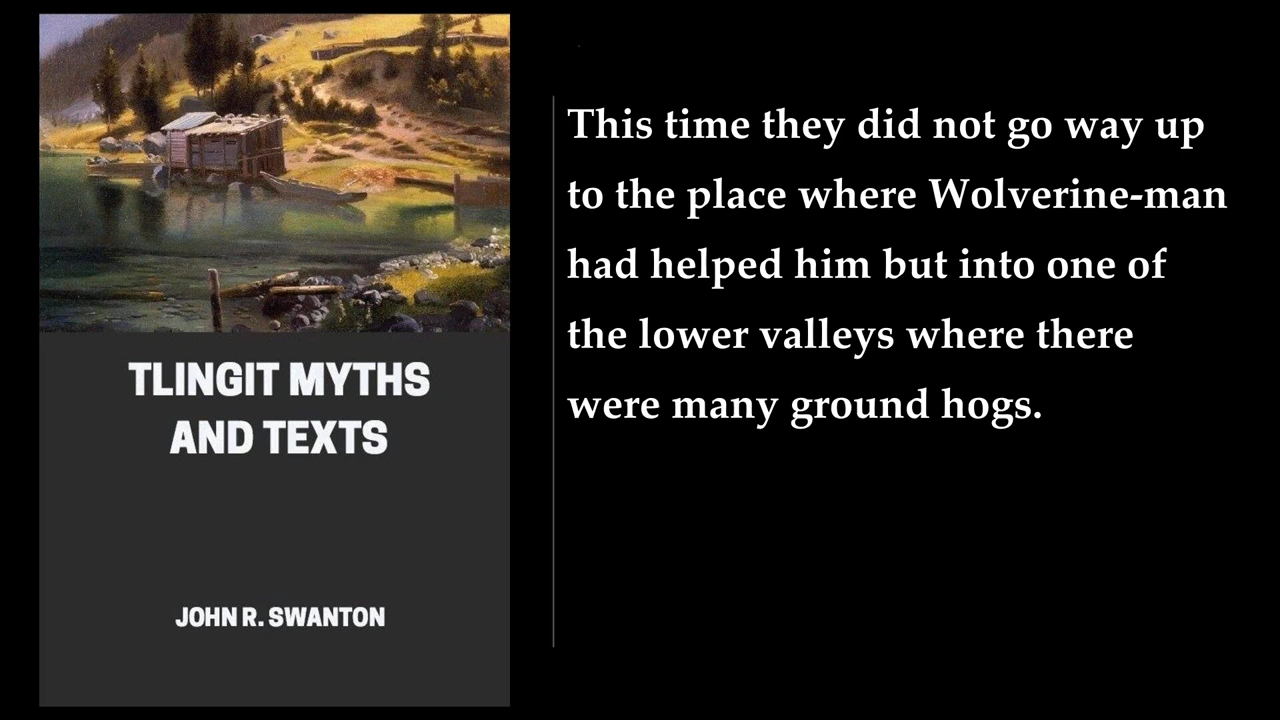 TLINGIT MYTHS
AND TEXTS
JOHN R. SWANTON
This time they did not go way up
to the place where Wolverine-man
had helped him but into one of
the lower valleys where there
were many ground hogs.